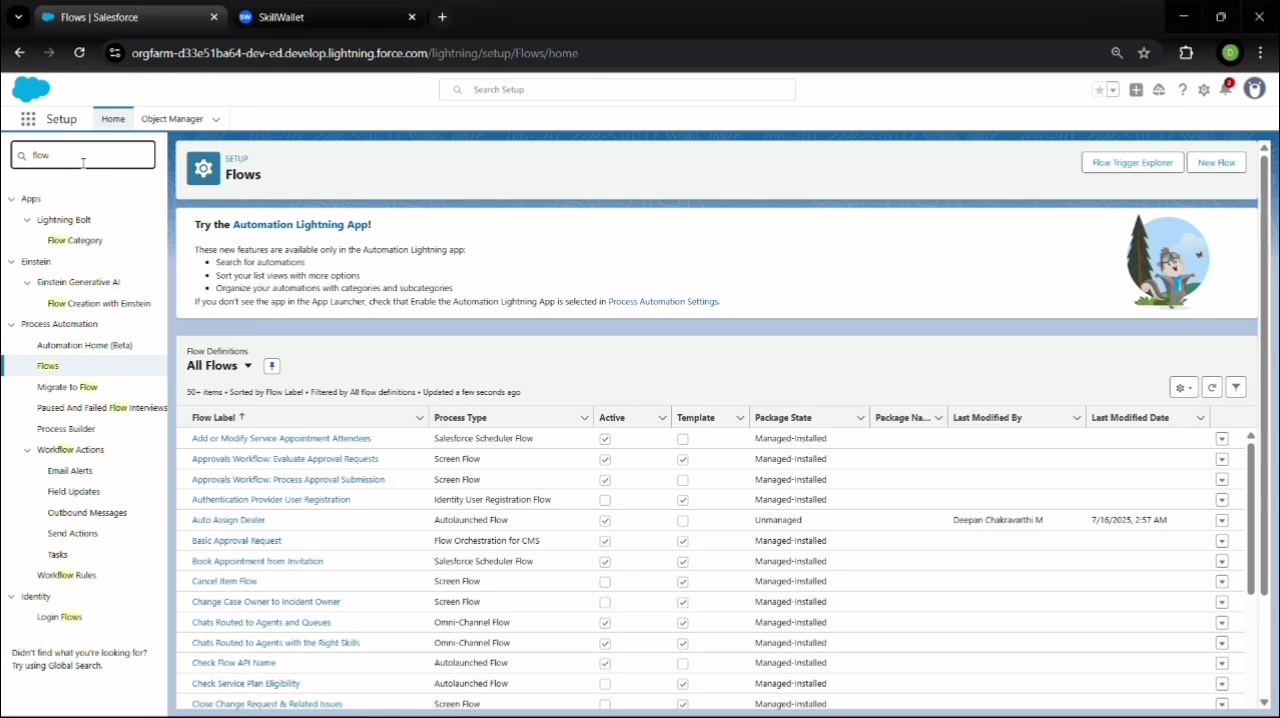 Flows | Salesforce
SkillWallet
orgfarm-d33e51ba64-dev-ed.develop.lightning.force.com/lightning/setup/Flows/home
Search Setup
Setup
Home
Object Manager
flow
Apps
Lightning Bolt
Flow Category
Einstein
Einstein Generative AI
Flow Creation with Einstein
Process Automation
Automation Home (Beta)
Flows
Migrate to Flow
Paused And Failed Flow Interviews
Process Builder
Workflow Actions
Email Alerts
Field Updates
Outbound Messages
Send Actions
Tasks
Workflow Rules
Identity
Login Flows
Didn't find what you're looking for?
Try using Global Search.
SETUP
Flows
Flow Trigger Explorer
New Flow
Try the Automation Lightning App!
These new features are available only in the Automation Lightning app:
• Search for automations
• Sort your list views with more options
• Organize your automations with categories and subcategories
If you don't see the app in the App Launcher, check that Enable the Automation Lightning App is selected in Process Automation Settings.
Flow Definitions
All Flows
50+ items • Sorted by Flow Label • Filtered by All flow definitions • Updated a few seconds ago
Flow Label ↑ Process Type Active Template Package State Package Na... Last Modified By Last Modified Date
Add or Modify Service Appointment Attendees Salesforce Scheduler Flow Managed-Installed
Approvals Workflow: Evaluate Approval Requests Screen Flow Managed-Installed
Approvals Workflow: Process Approval Submission Screen Flow Managed-Installed
Authentication Provider User Registration Identity User Registration Flow Managed-Installed
Auto Assign Dealer Autolaunched Flow Unmanaged Deepan Chakravarthi M 7/16/2025, 2:57 AM
Basic Approval Request Flow Orchestration for CMS Managed-Installed
Book Appointment from Invitation Salesforce Scheduler Flow Managed-Installed
Cancel Item Flow Screen Flow Managed-Installed
Change Case Owner to Incident Owner Screen Flow Managed-Installed
Chats Routed to Agents and Queues Omni-Channel Flow Managed-Installed
Chats Routed to Agents with the Right Skills Omni-Channel Flow Managed-Installed
Check Flow API Name Autolaunched Flow Managed-Installed
Check Service Plan Eligibility Autolaunched Flow Managed-Installed
Close Change Request & Related Issues Screen Flow Managed-Installed